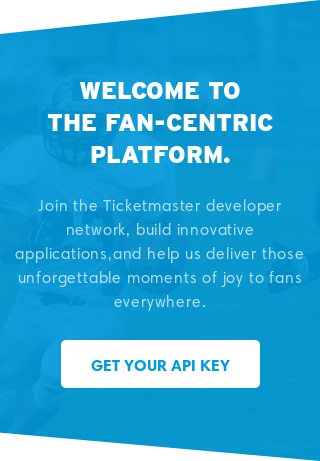 WELCOME TO
THE FAN-CENTRIC
PLATFORM.
Join the Ticketmaster developer
network, build innovative
applications,and help us deliver those
unforgettable moments of joy to fans
everywhere.
GET YOUR API KEY